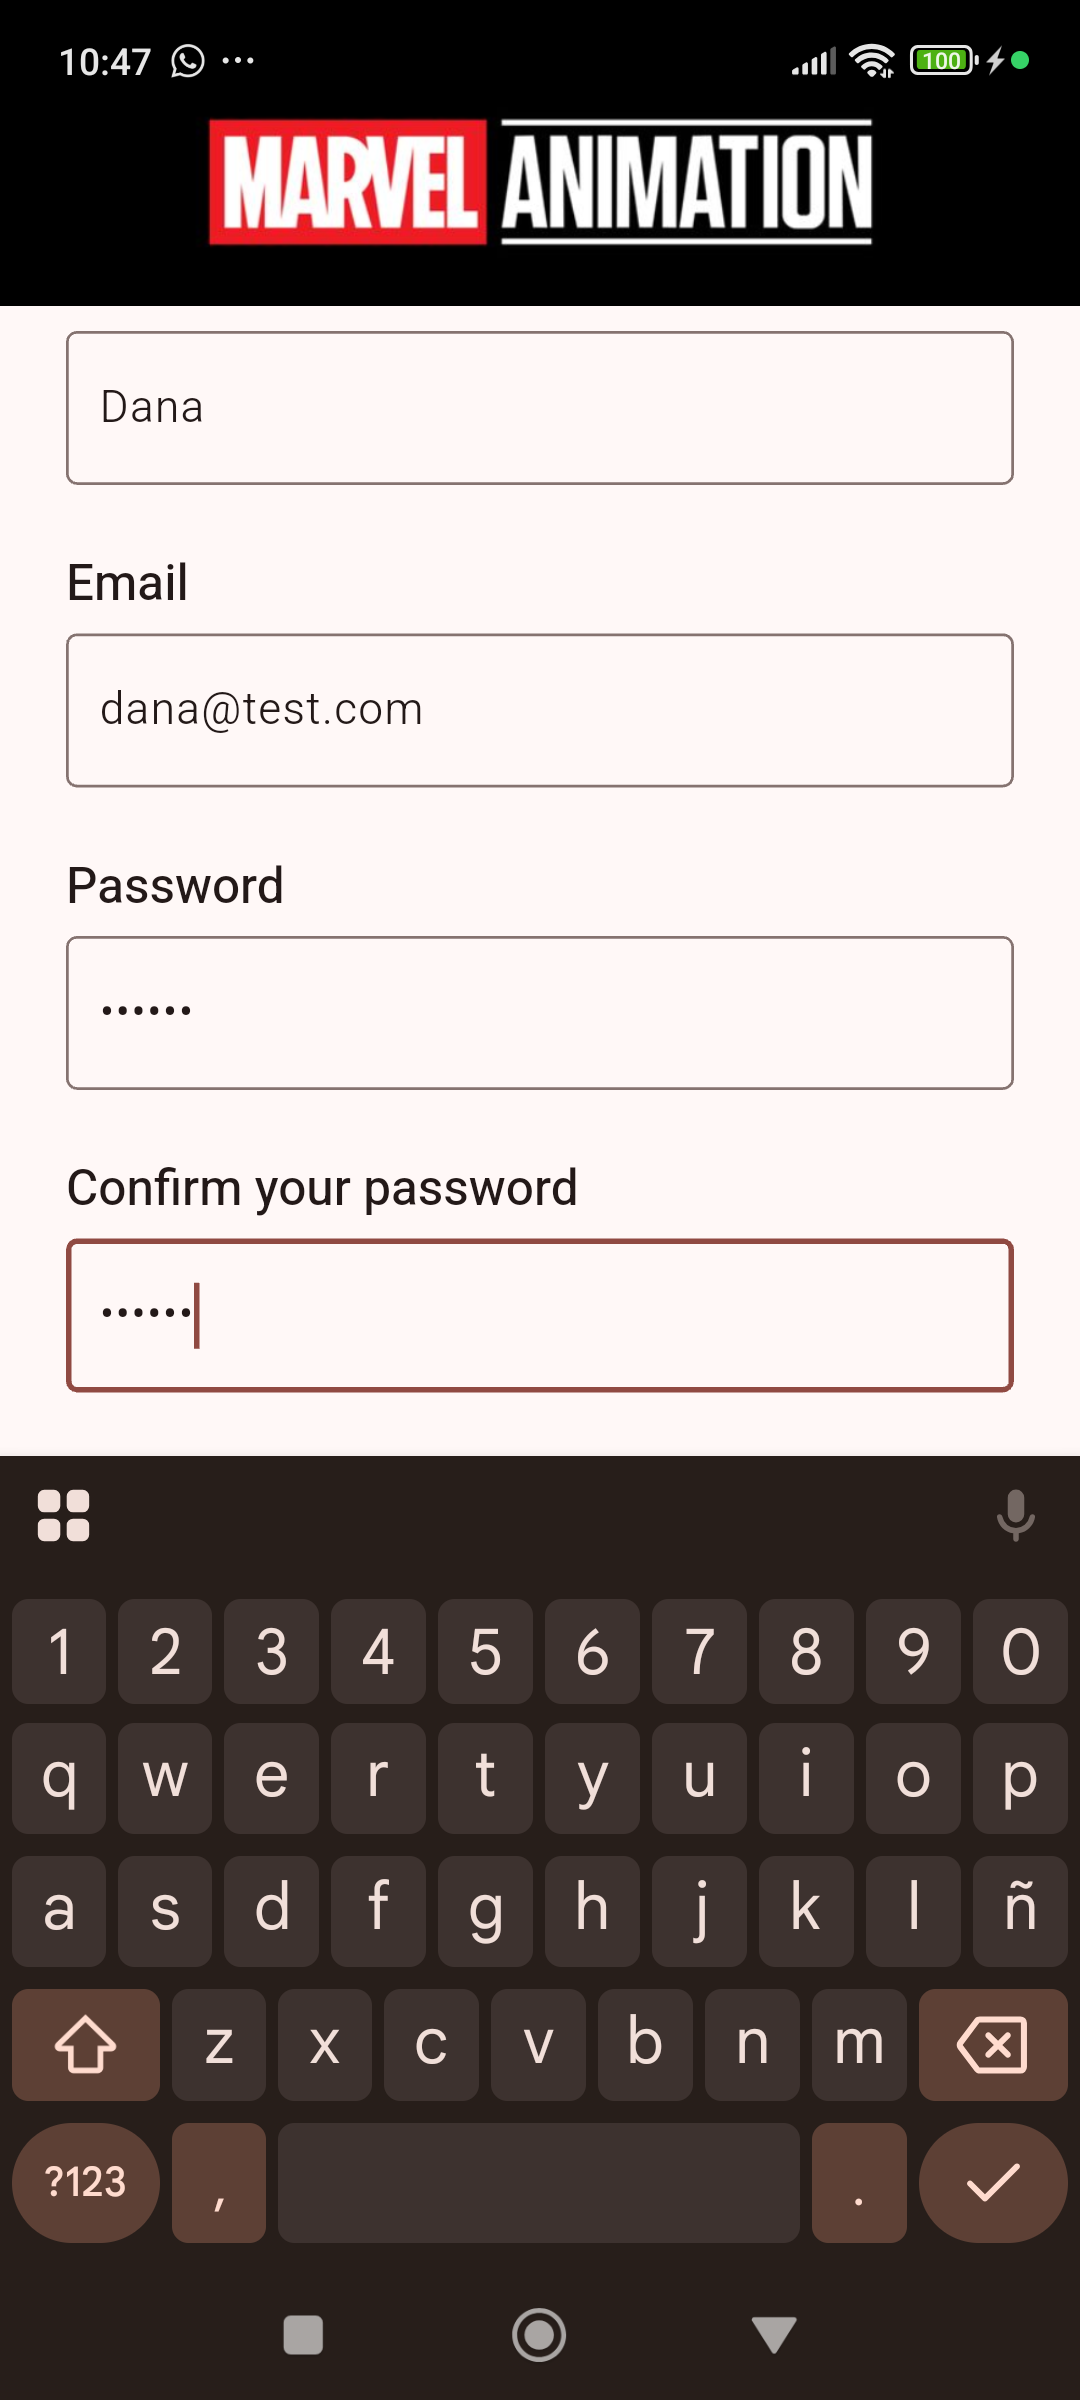 10:47
100
MARVEL ANIMATION
Dana
Email
dana@test.com
Password
••••••
Confirm your password
••••••
1 2 3 4 5 6 7 8 9 0
q w e r t y u i o p
a s d f g h j k l ñ
z x c v b n m
?123 , .